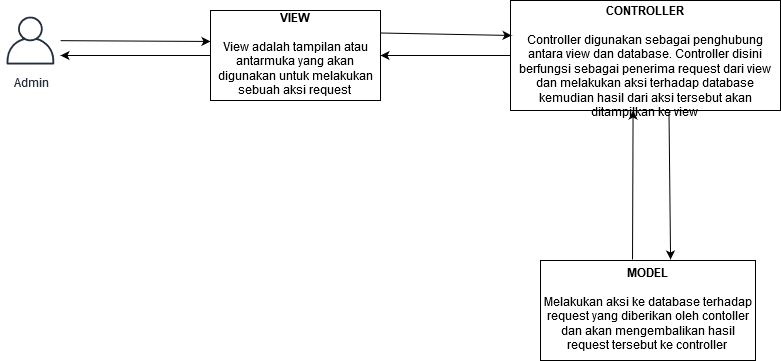 Admin
VIEW
View adalah tampilan atau
antarmuka yang akan
digunakan untuk melakukan
sebuah aksi request
CONTROLLER
Controller digunakan sebagai penghubung
antara view dan database. Controller disini
berfungsi sebagai penerima request dari view
dan melakukan aksi terhadap database
kemudian hasil dari aksi tersebut akan
ditampilkan ke view
MODEL
Melakukan aksi ke database terhadap
request yang diberikan oleh contoller
dan akan mengembalikan hasil
request tersebut ke controller